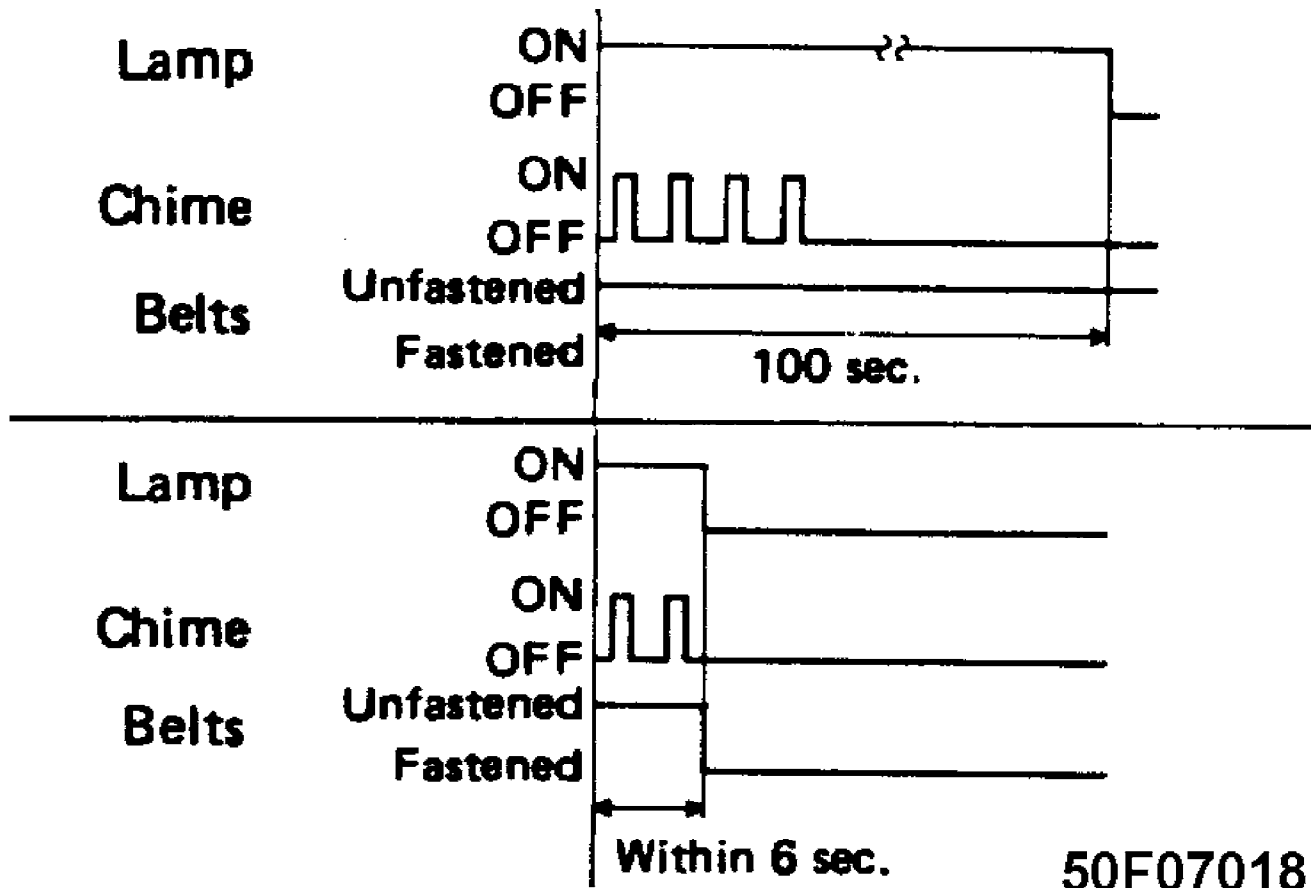 Lamp ON
OFF
Chime ON
OFF
Belts Unfastened
Fastened
100 sec.
Lamp ON
OFF
Chime ON
OFF
Belts Unfastened
Fastened
Within 6 sec.
50F07018